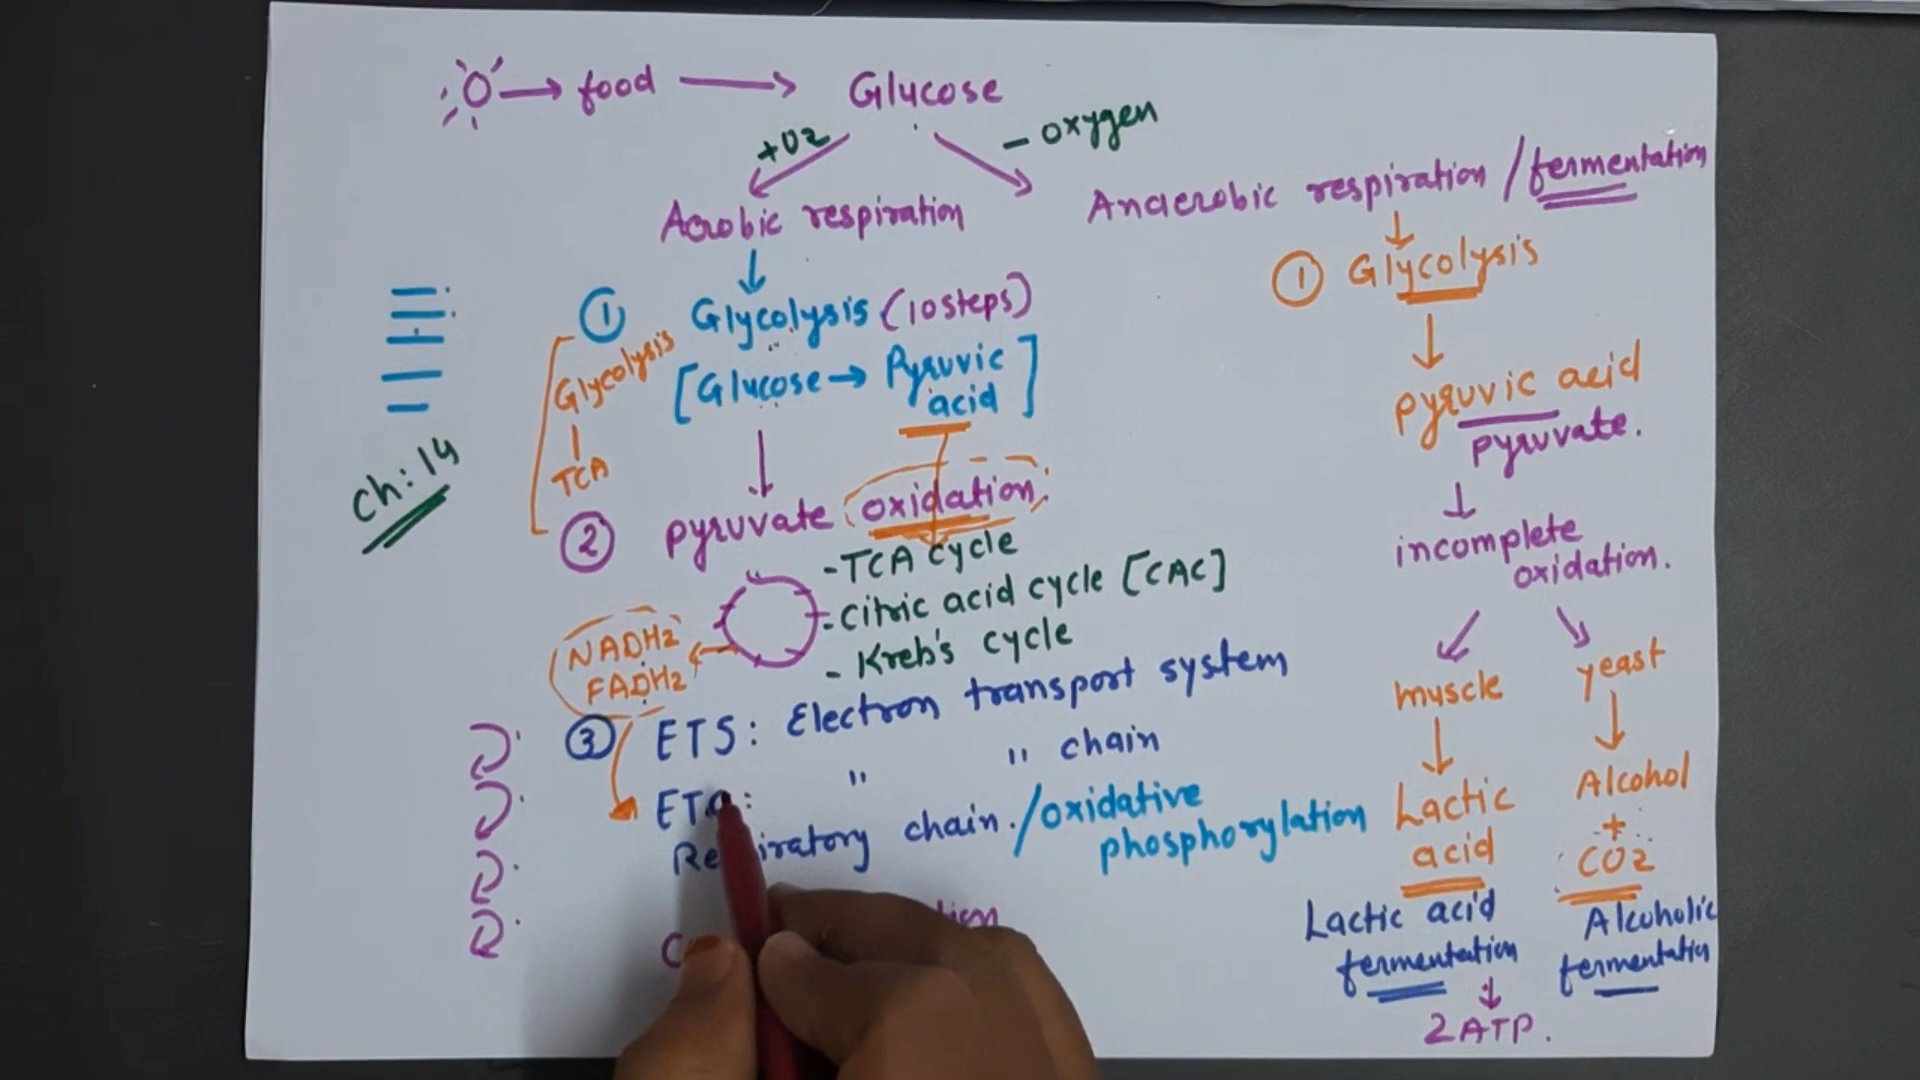 food → Glucose
+O2
- oxygen
Aerobic respiration
Anaerobic respiration / fermentation
① Glycolysis (10 steps)
[Glucose → Pyruvic
acid]
Glycolysis
TCA
Ch: 14
② pyruvate oxidation
- TCA cycle
- citric acid cycle [CAC]
- Kreb's cycle
NADH2
FADH2
③ ETS: Electron transport system
ETC: " " chain
chain. / oxidative
phosphorylation
① Glycolysis
pyruvic acid
pyruvate.
incomplete
oxidation.
muscle
Lactic
acid
Lactic acid
fermentation
2 ATP.
yeast
Alcohol
+
CO2
Alcoholic
fermentation